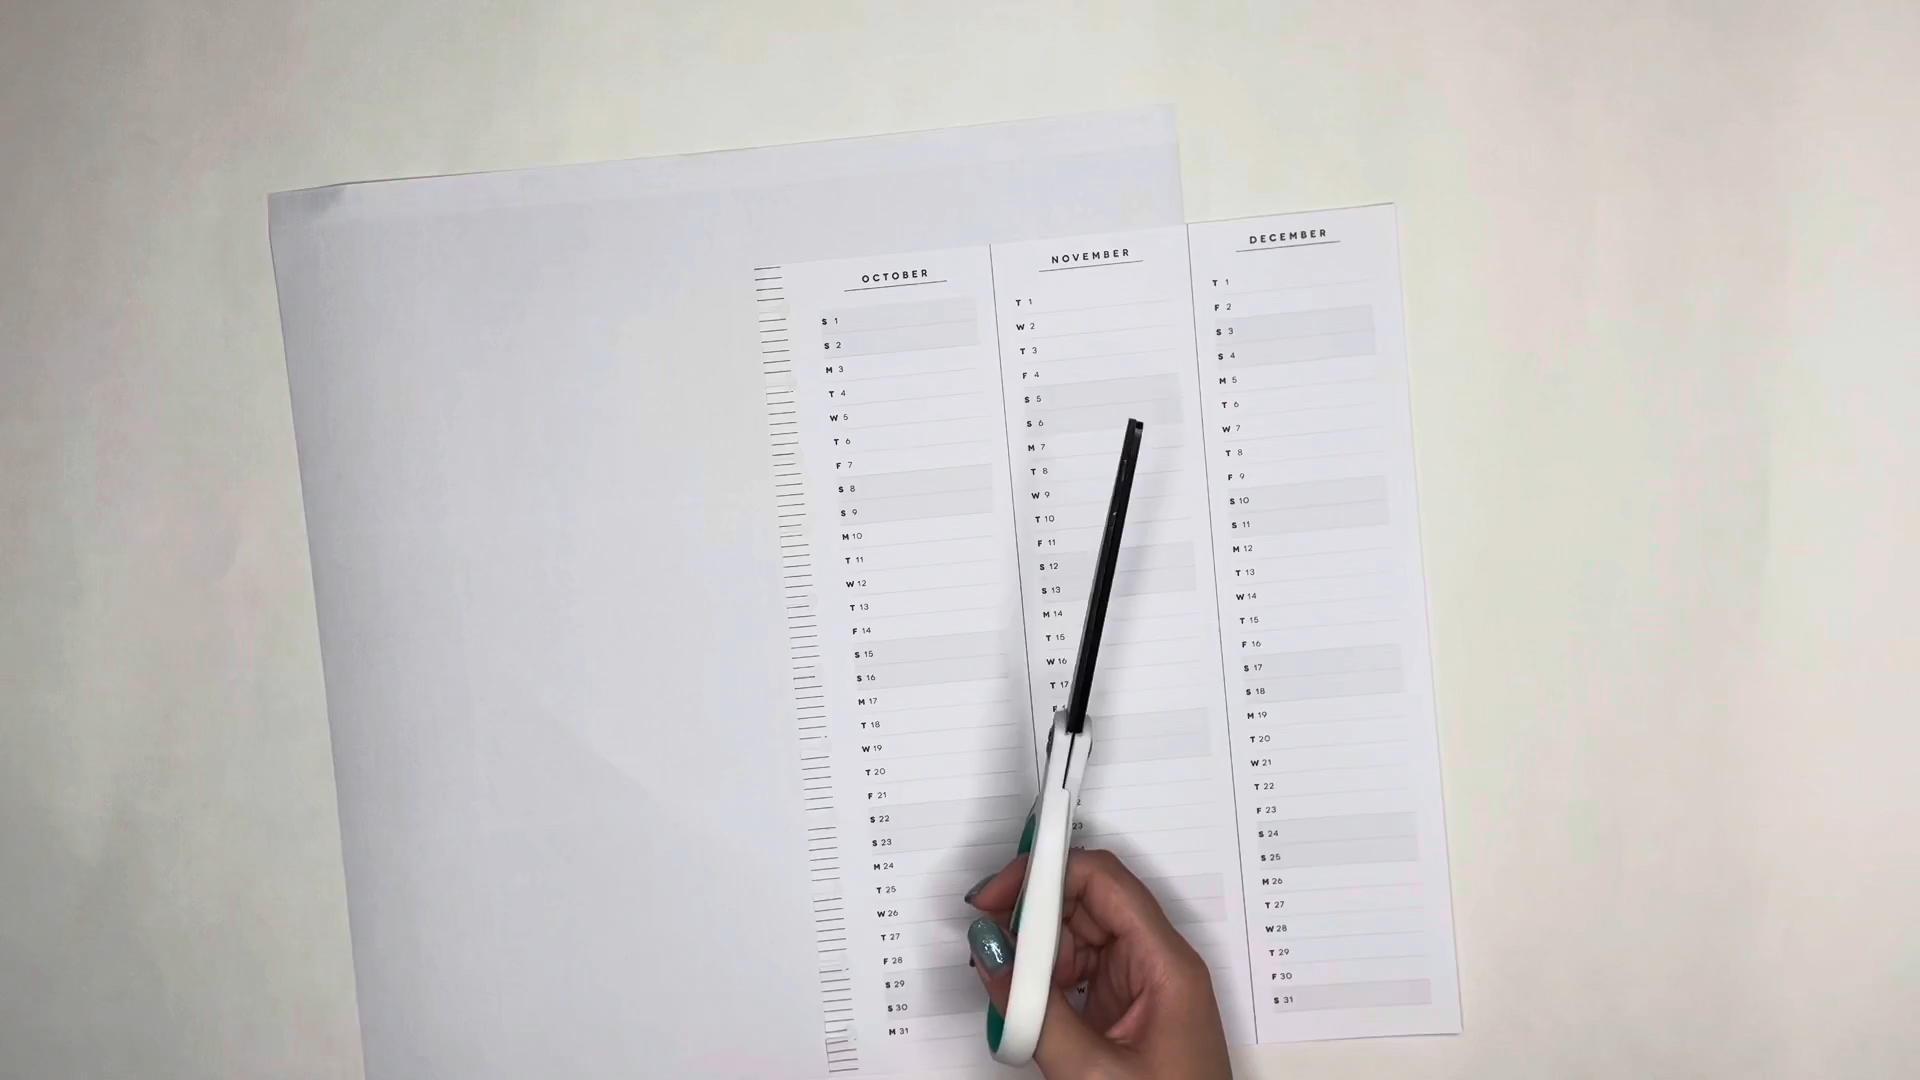 OCTOBER
S 1
S 2
M 3
T 4
W 5
T 6
F 7
S 8
S 9
M 10
T 11
W 12
T 13
F 14
S 15
S 16
M 17
T 18
W 19
T 20
F 21
S 22
S 23
M 24
T 25
W 26
T 27
F 28
S 29
S 30
M 31
NOVEMBER
T 1
W 2
T 3
F 4
S 5
S 6
M 7
T 8
W 9
T 10
F 11
S 12
S 13
M 14
T 15
W 16
T 17
F
23
W
DECEMBER
T 1
F 2
S 3
S 4
M 5
T 6
W 7
T 8
F 9
S 10
S 11
M 12
T 13
W 14
T 15
F 16
S 17
S 18
M 19
T 20
W 21
T 22
F 23
S 24
S 25
M 26
T 27
W 28
T 29
F 30
S 31